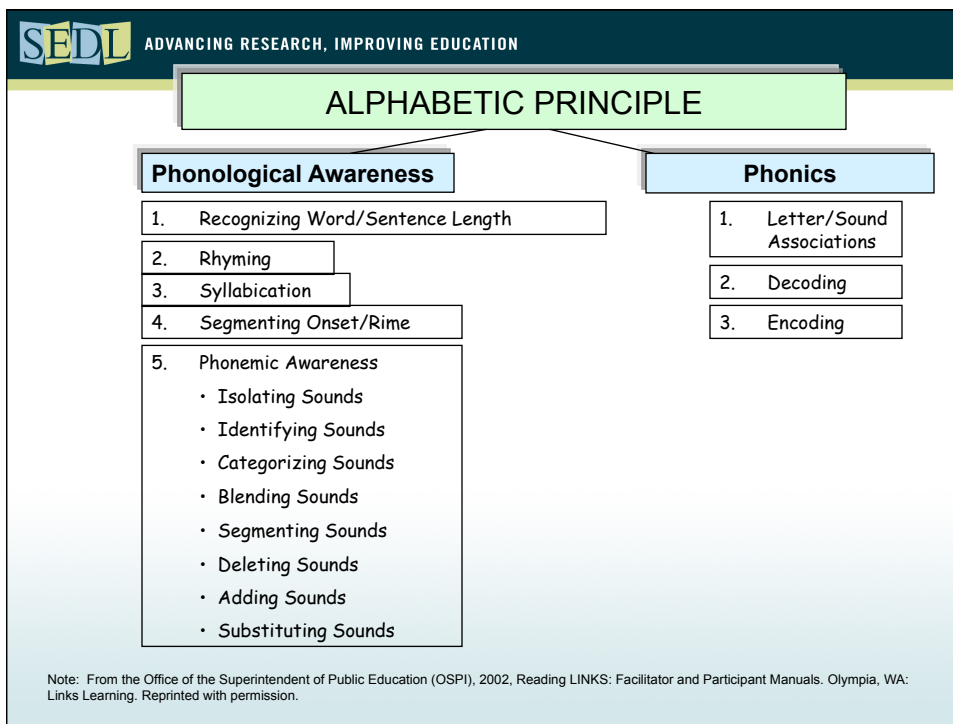 SEDL ADVANCING RESEARCH, IMPROVING EDUCATION
ALPHABETIC PRINCIPLE
Phonological Awareness
1. Recognizing Word/Sentence Length
2. Rhyming
3. Syllabication
4. Segmenting Onset/Rime
5. Phonemic Awareness
• Isolating Sounds
• Identifying Sounds
• Categorizing Sounds
• Blending Sounds
• Segmenting Sounds
• Deleting Sounds
• Adding Sounds
• Substituting Sounds
Phonics
1. Letter/Sound
Associations
2. Decoding
3. Encoding
Note: From the Office of the Superintendent of Public Education (OSPI), 2002, Reading LINKS: Facilitator and Participant Manuals. Olympia, WA:
Links Learning. Reprinted with permission.